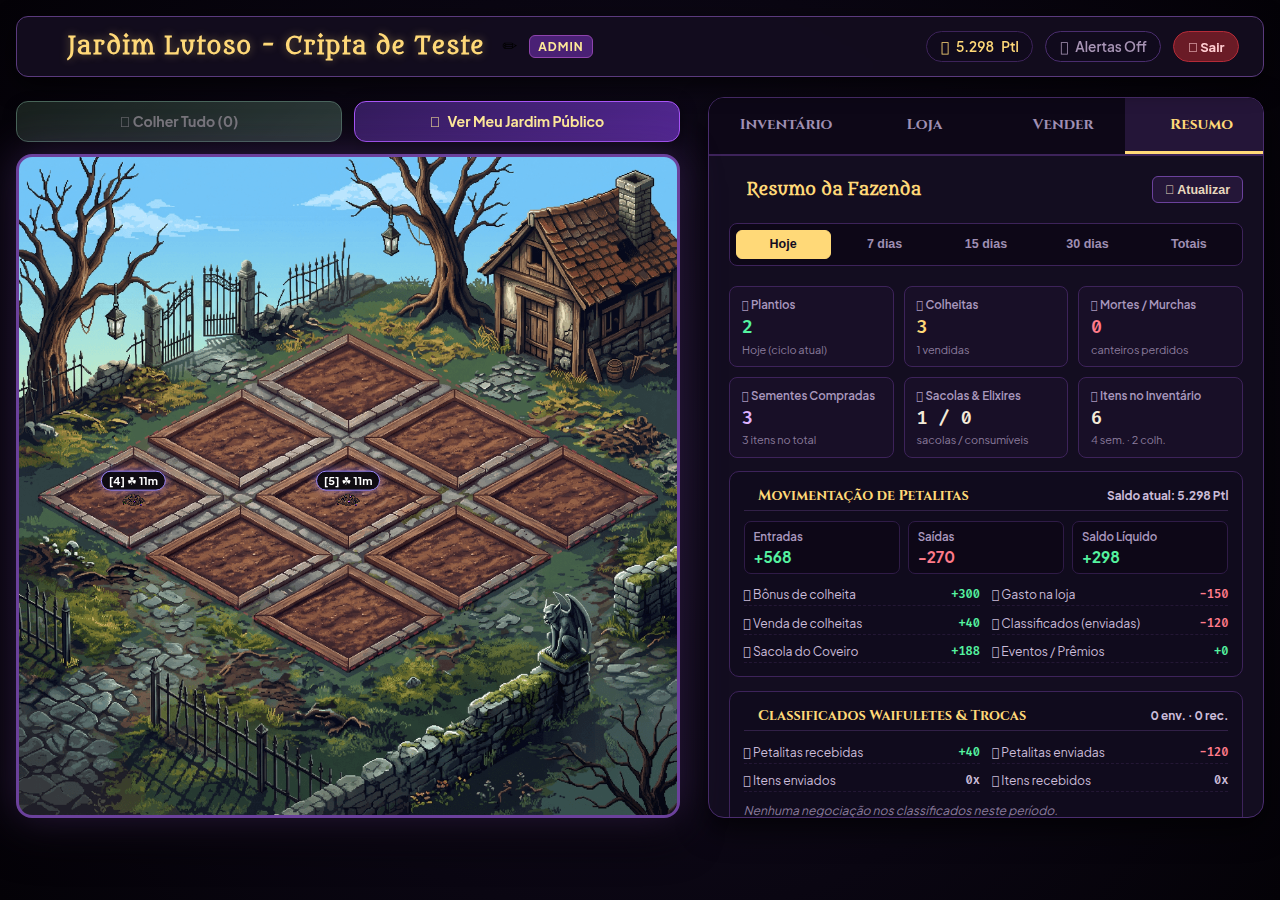 Jardim Lutoso - Cripta de Teste ADMIN
5.298 Ptl
Alertas Off
Sair
Colher Tudo (0)
Ver Meu Jardim Público
[4] ☘ 11m
[5] ☘ 11m
INVENTÁRIO LOJA VENDER RESUMO
Resumo da Fazenda
Atualizar
Hoje 7 dias 15 dias 30 dias Totais
Plantios
2
Hoje (ciclo atual)
Colheitas
3
1 vendidas
Mortes / Murchas
0
canteiros perdidos
Sementes Compradas
3
3 itens no total
Sacolas & Elixires
1 / 0
sacolas / consumíveis
Itens no Inventário
6
4 sem. · 2 colh.
MOVIMENTAÇÃO DE PETALITAS
Saldo atual: 5.298 Ptl
Entradas
+568
Saídas
-270
Saldo Líquido
+298
Bônus de colheita +300
Gasto na loja -150
Venda de colheitas +40
Classificados (enviadas) -120
Sacola do Coveiro +188
Eventos / Prêmios +0
CLASSIFICADOS WAIFULETES & TROCAS
0 env. · 0 rec.
Petalitas recebidas +40
Petalitas enviadas -120
Itens enviados 0x
Itens recebidos 0x
Nenhuma negociação nos classificados neste período.